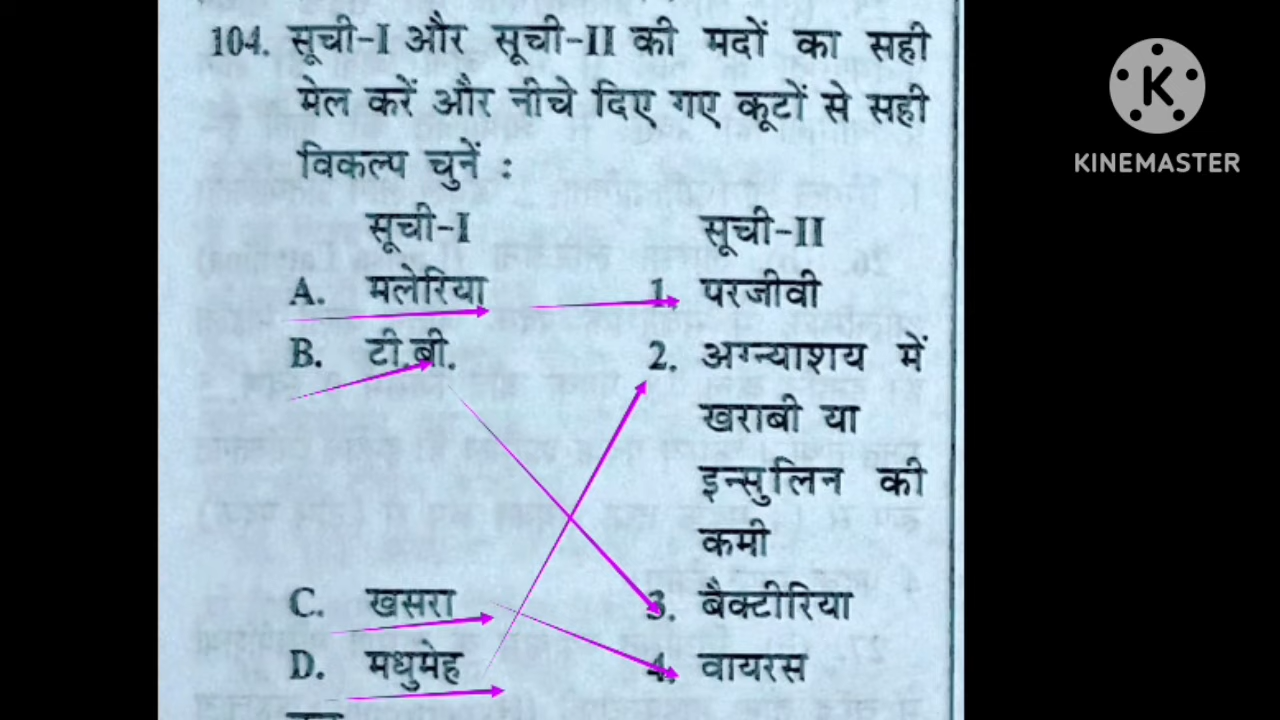 104. सूची-I और सूची-II की मदों का सही
मेल करें और नीचे दिए गए कूटों से सही
विकल्प चुनें :
सूची-I सूची-II
A. मलेरिया 1. परजीवी
B. टी.बी. 2. अग्न्याशय में
खराबी या
इन्सुलिन की
कमी
C. खसरा 3. बैक्टीरिया
D. मधुमेह 4. वायरस
K
KINEMASTER